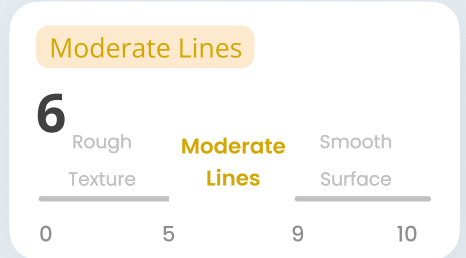 Moderate Lines
6
Rough Texture
Moderate Lines
Smooth Surface
0 5 9 10